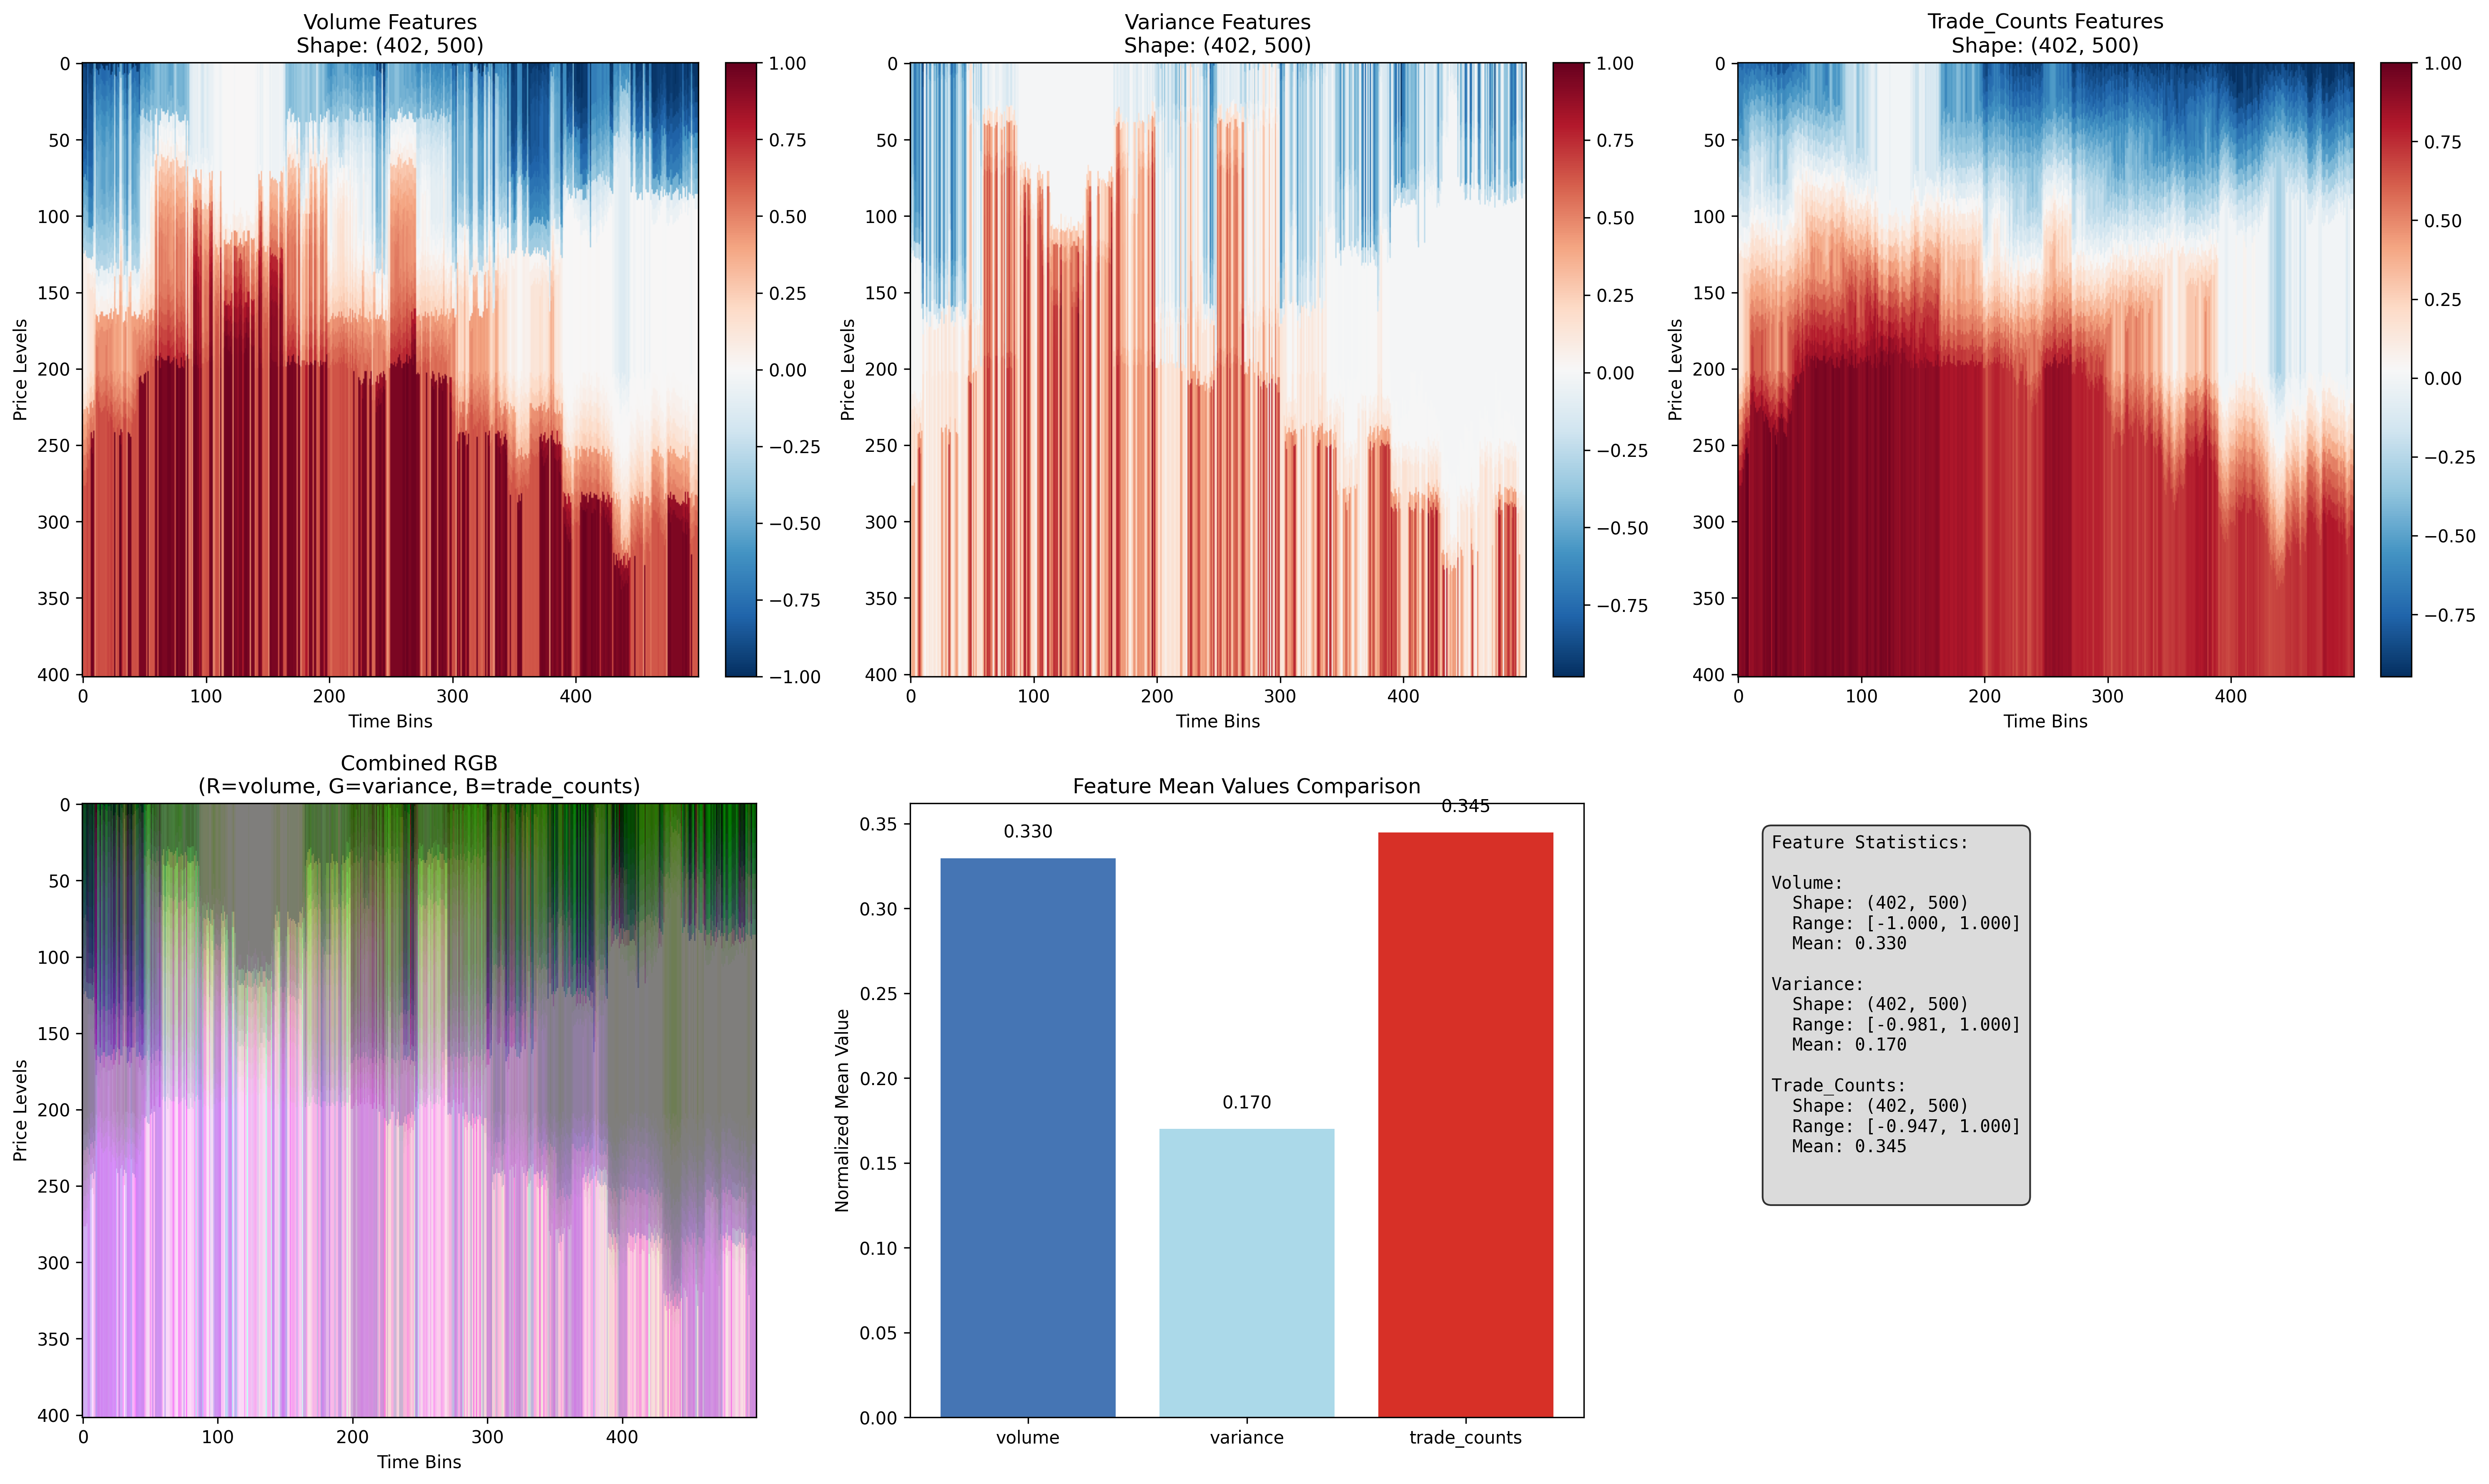 Volume Features
Shape: (402, 500)
0
50
100
150
200
250
300
350
400
Price Levels
0
100
200
300
400
Time Bins
1.00
0.75
0.50
0.25
0.00
−0.25
−0.50
−0.75
−1.00
Variance Features
Shape: (402, 500)
0
50
100
150
200
250
300
350
400
Price Levels
0
100
200
300
400
Time Bins
1.00
0.75
0.50
0.25
0.00
−0.25
−0.50
−0.75
Trade_Counts Features
Shape: (402, 500)
0
50
100
150
200
250
300
350
400
Price Levels
0
100
200
300
400
Time Bins
1.00
0.75
0.50
0.25
0.00
−0.25
−0.50
−0.75
Combined RGB
(R=volume, G=variance, B=trade_counts)
0
50
100
150
200
250
300
350
400
Price Levels
0
100
200
300
400
Time Bins
Feature Mean Values Comparison
0.35
0.30
0.25
0.20
0.15
0.10
0.05
0.00
Normalized Mean Value
0.330
0.170
0.345
volume
variance
trade_counts
Feature Statistics:
Volume:
Shape: (402, 500)
Range: [-1.000, 1.000]
Mean: 0.330
Variance:
Shape: (402, 500)
Range: [-0.981, 1.000]
Mean: 0.170
Trade_Counts:
Shape: (402, 500)
Range: [-0.947, 1.000]
Mean: 0.345